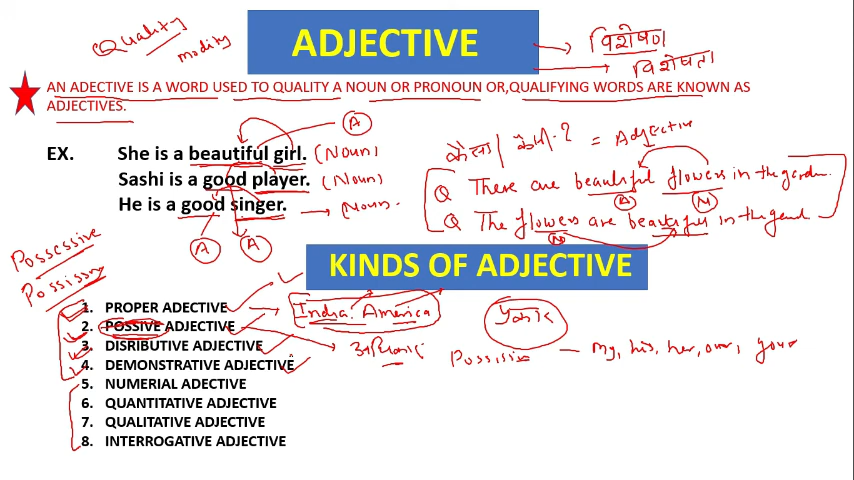 Quality
modity
ADJECTIVE
विशेषण
विशेषता
AN ADECTIVE IS A WORD USED TO QUALITY A NOUN OR PRONOUN OR,QUALIFYING WORDS ARE KNOWN AS
ADJECTIVES.
A
EX. She is a beautiful girl. (Noun)
कैसा/कैसी.? = Adjective
Sashi is a good player. (Noun)
Q There are beautiful flowers in the garden
A N
He is a good singer. → Noun.
Q The flowers are beautiful in the
N
A A
Possessive
KINDS OF ADJECTIVE
1. PROPER ADECTIVE India. America
2. POSSIVE ADJECTIVE
3. DISRIBUTIVE ADJECTIVE
Possissive — My, his, her, our, your
4. DEMONSTRATIVE ADJECTIVE
5. NUMERIAL ADECTIVE
6. QUANTITATIVE ADJECTIVE
7. QUALITATIVE ADJECTIVE
8. INTERROGATIVE ADJECTIVE